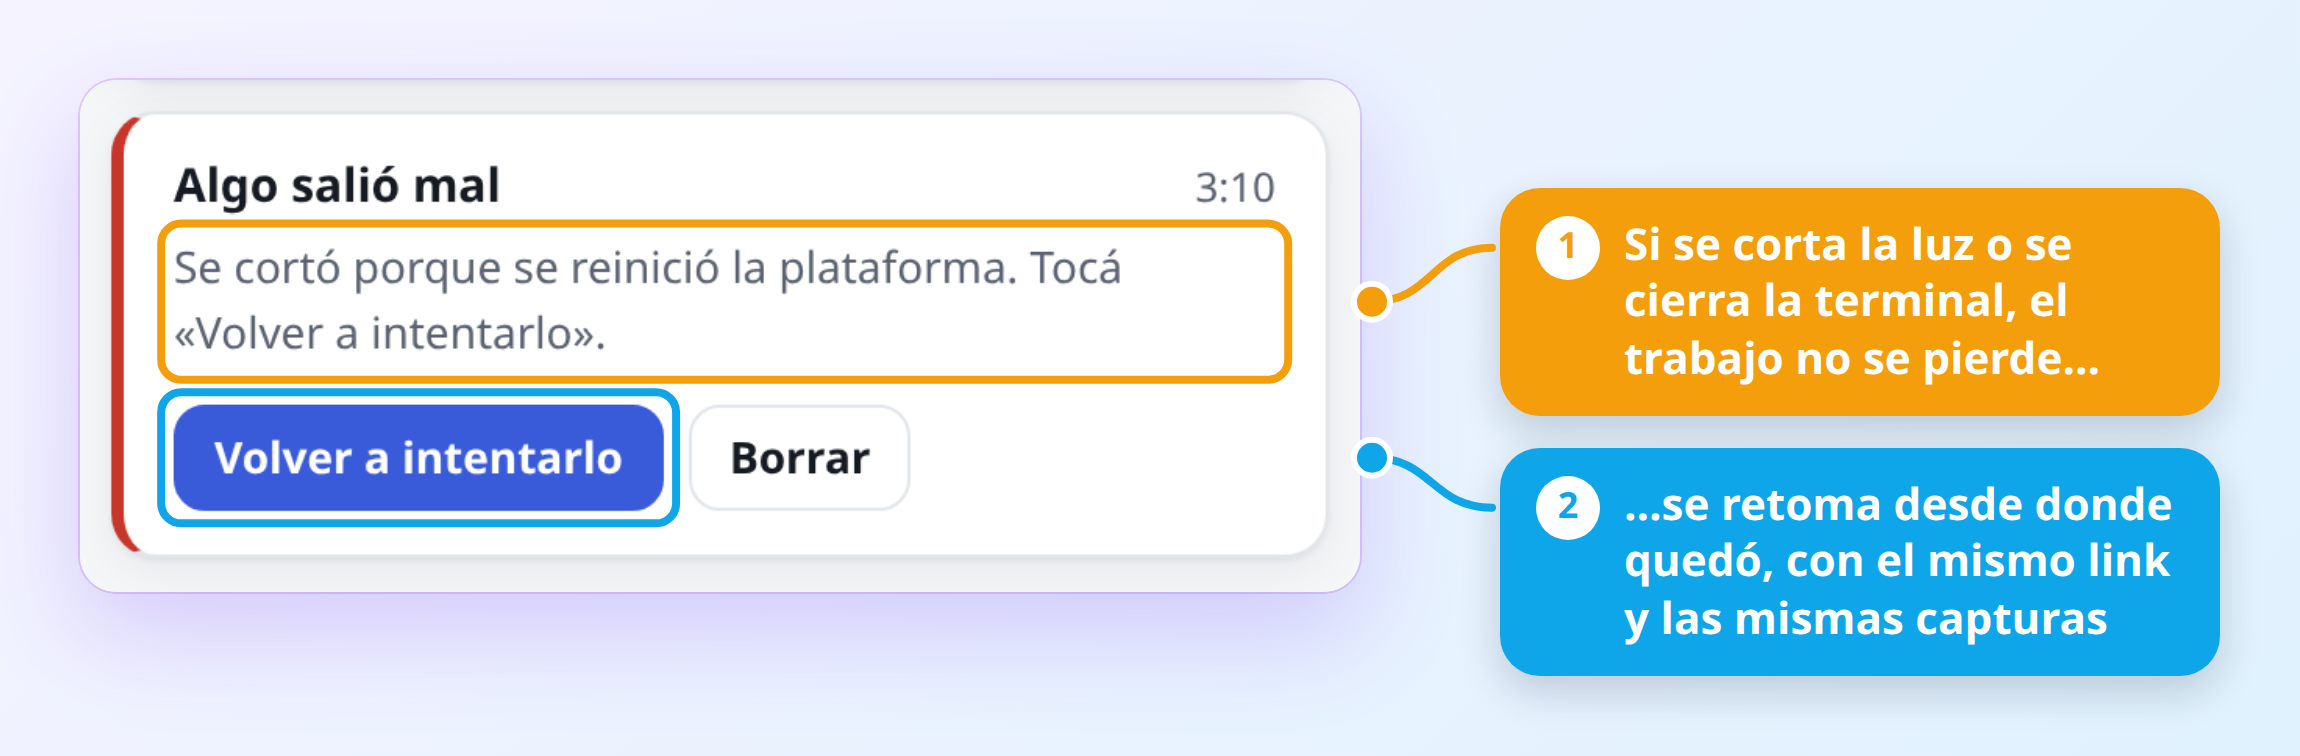 Algo salió mal
3:10
Se cortó porque se reinició la plataforma. Tocá
«Volver a intentarlo».
Volver a intentarlo
Borrar
1
Si se corta la luz o se
cierra la terminal, el
trabajo no se pierde...
2
...se retoma desde donde
quedó, con el mismo link
y las mismas capturas